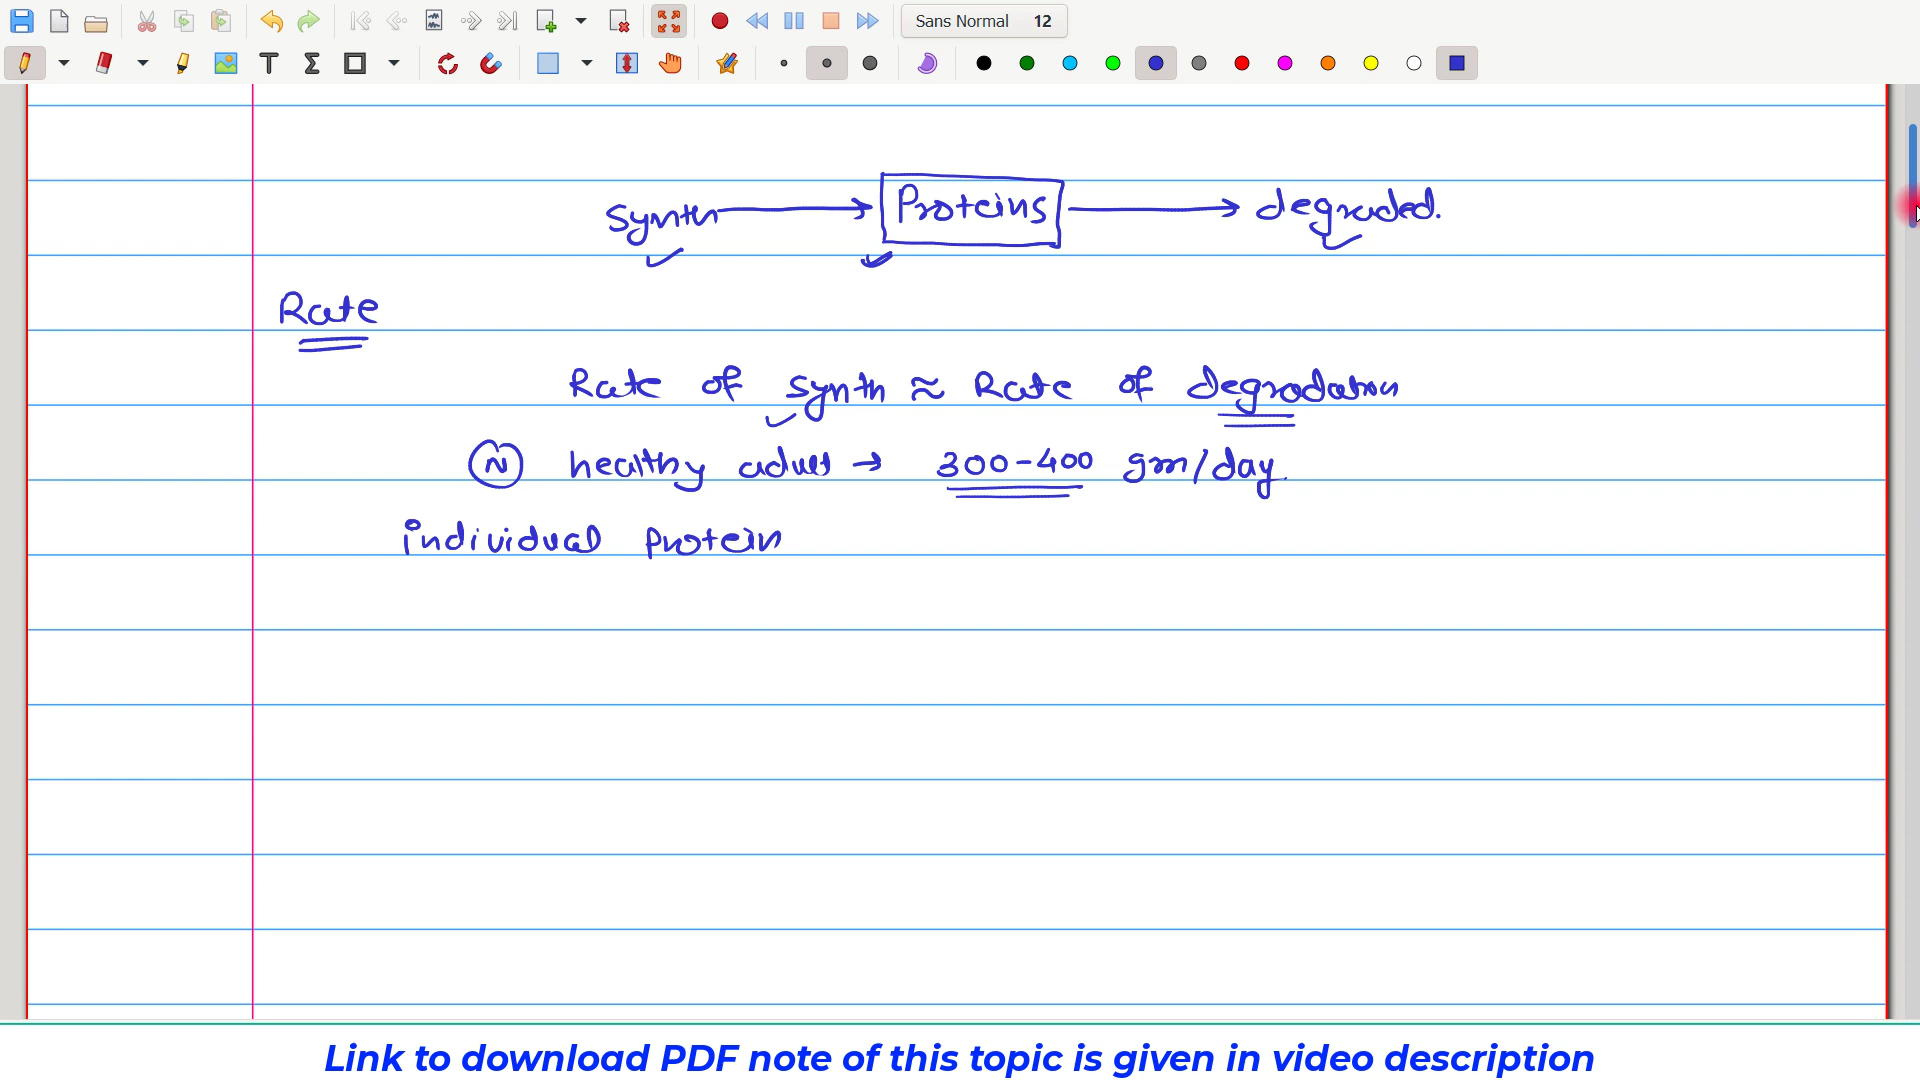 Sans Normal 12
Synth → Proteins → degraded.
Rate
Rate of synth ≈ Rate of degradation
N healthy adult → 300-400 gm/day.
individual protein
Link to download PDF note of this topic is given in video description